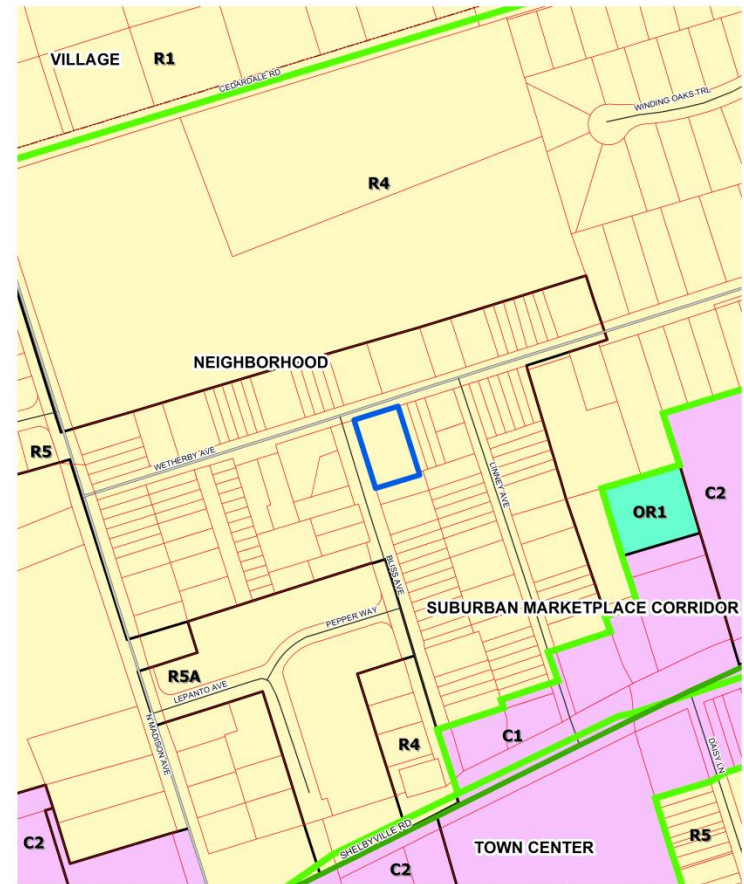 VILLAGE
R1
CEDARDALE RD
WINDING OAKS TRL
R4
NEIGHBORHOOD
R5
WETHERBY AVE
LINNEY AVE
OR1
C2
BLISS AVE
SUBURBAN MARKETPLACE CORRIDOR
PEPPER WAY
R5A
LEPANTO AVE
N MADISON AVE
R4
C1
DAISY LN
C2
SHELBYVILLE RD
TOWN CENTER
R5
C2